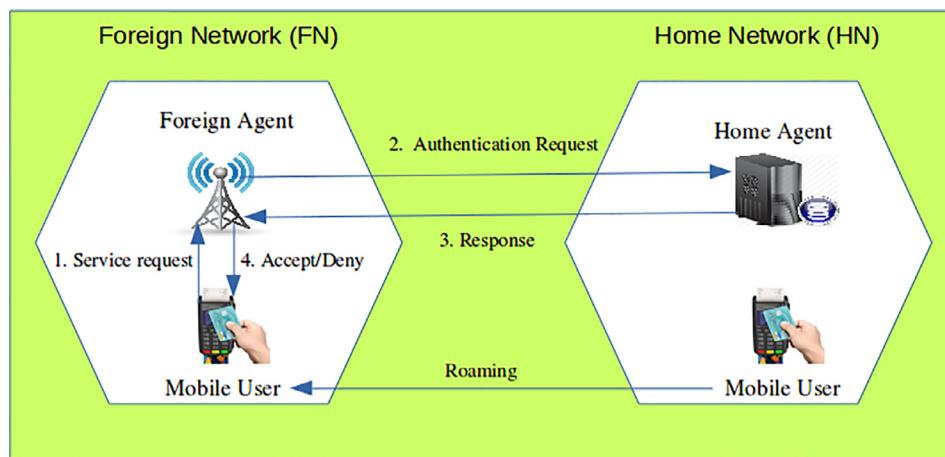 Foreign Network (FN)
Home Network (HN)
Foreign Agent
Home Agent
2. Authentication Request
3. Response
1. Service request
4. Accept/Deny
Roaming
Mobile User
Mobile User